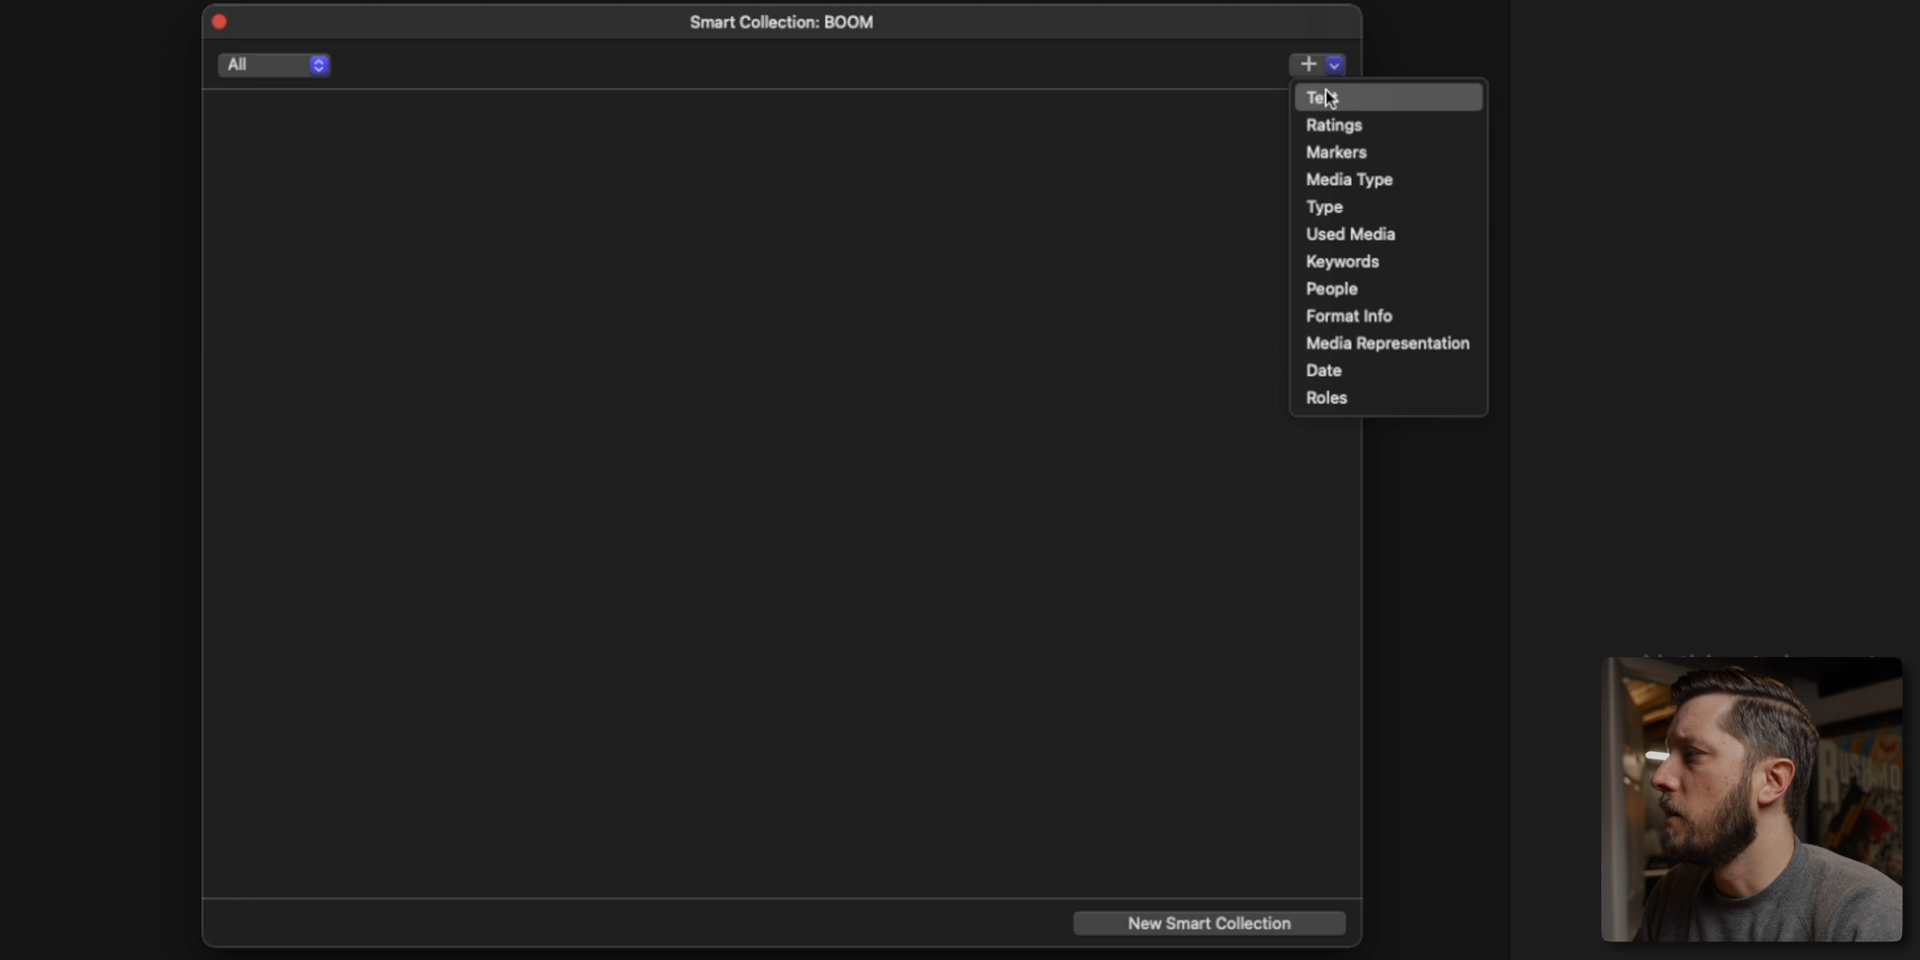 Smart Collection: BOOM
All
Text
Ratings
Markers
Media Type
Type
Used Media
Keywords
People
Format Info
Media Representation
Date
Roles
New Smart Collection